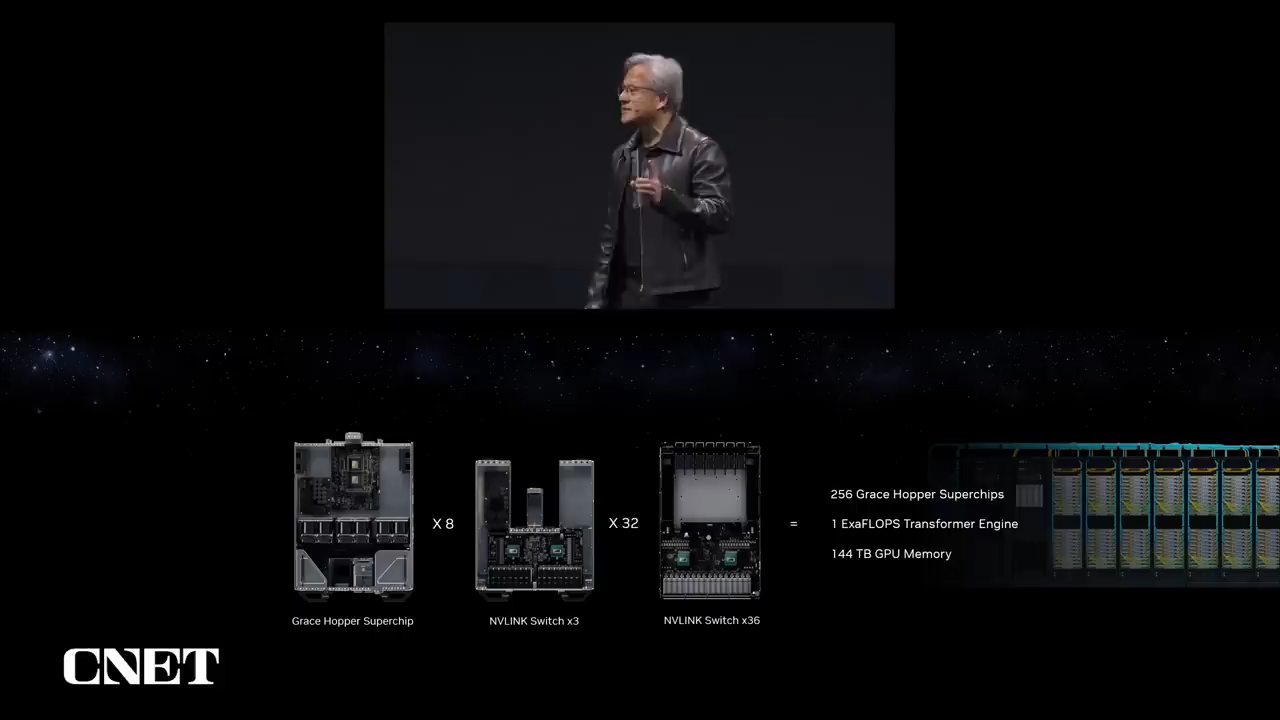 X 8
X 32
=
256 Grace Hopper Superchips
1 ExaFLOPS Transformer Engine
144 TB GPU Memory
Grace Hopper Superchip
NVLINK Switch x3
NVLINK Switch x36
CNET